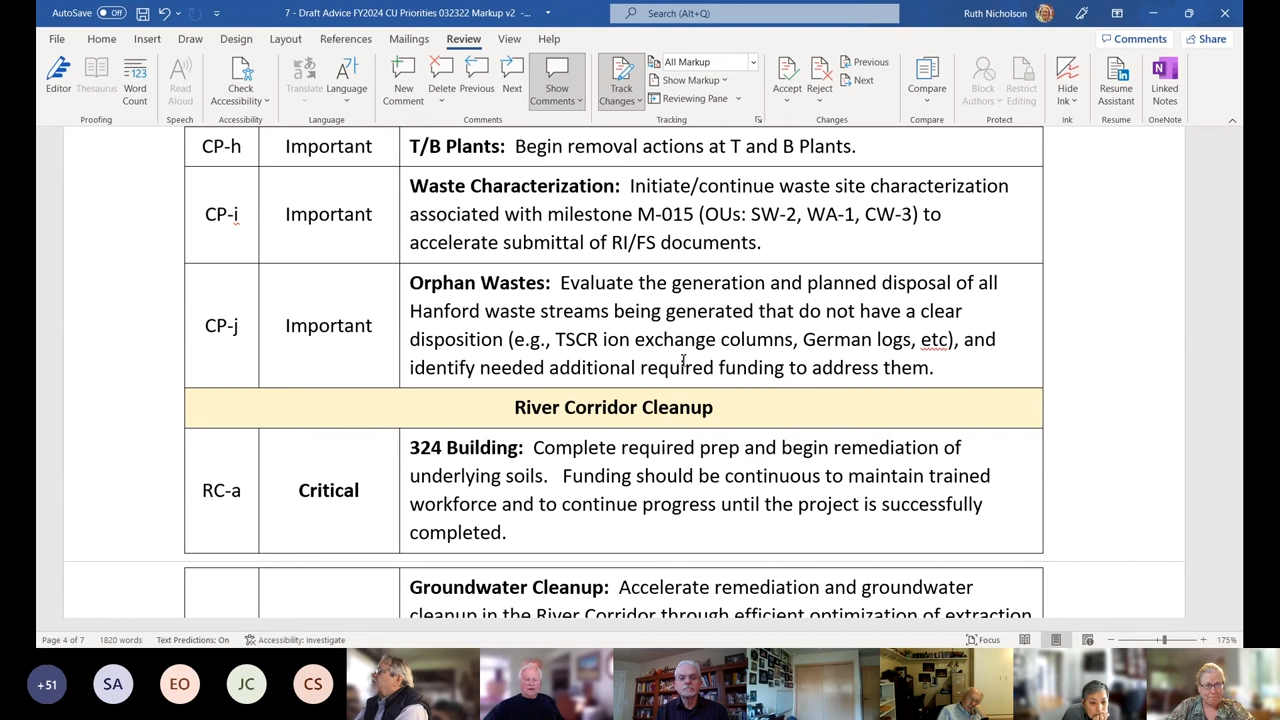 AutoSave Off 7 - Draft Advice FY2024 CU Priorities 032322 Markup v2 -... Search (Alt+Q) Ruth Nicholson
File Home Insert Draw Design Layout References Mailings Review View Help Comments Share
Editor Thesaurus Word Count Read Aloud Check Accessibility Translate Language New Comment Delete Previous Next Show Comments Track Changes All Markup Show Markup Reviewing Pane Accept Reject Previous Next Compare Block Authors Restrict Editing Hide Ink Resume Assistant Linked Notes
Proofing Speech Accessibility Language Comments Tracking Changes Compare Protect Ink Resume OneNote
CP-h Important T/B Plants: Begin removal actions at T and B Plants.
Waste Characterization: Initiate/continue waste site characterization
CP-i Important associated with milestone M-015 (OUs: SW-2, WA-1, CW-3) to
accelerate submittal of RI/FS documents.
Orphan Wastes: Evaluate the generation and planned disposal of all
Hanford waste streams being generated that do not have a clear
CP-j Important disposition (e.g., TSCR ion exchange columns, German logs, etc), and
identify needed additional required funding to address them.
River Corridor Cleanup
324 Building: Complete required prep and begin remediation of
underlying soils. Funding should be continuous to maintain trained
RC-a Critical workforce and to continue progress until the project is successfully
completed.
Groundwater Cleanup: Accelerate remediation and groundwater
cleanup in the River Corridor through efficient optimization of extraction
Page 4 of 7 1820 words Text Predictions: On Accessibility: Investigate Focus 175%
+51 SA EO JC CS